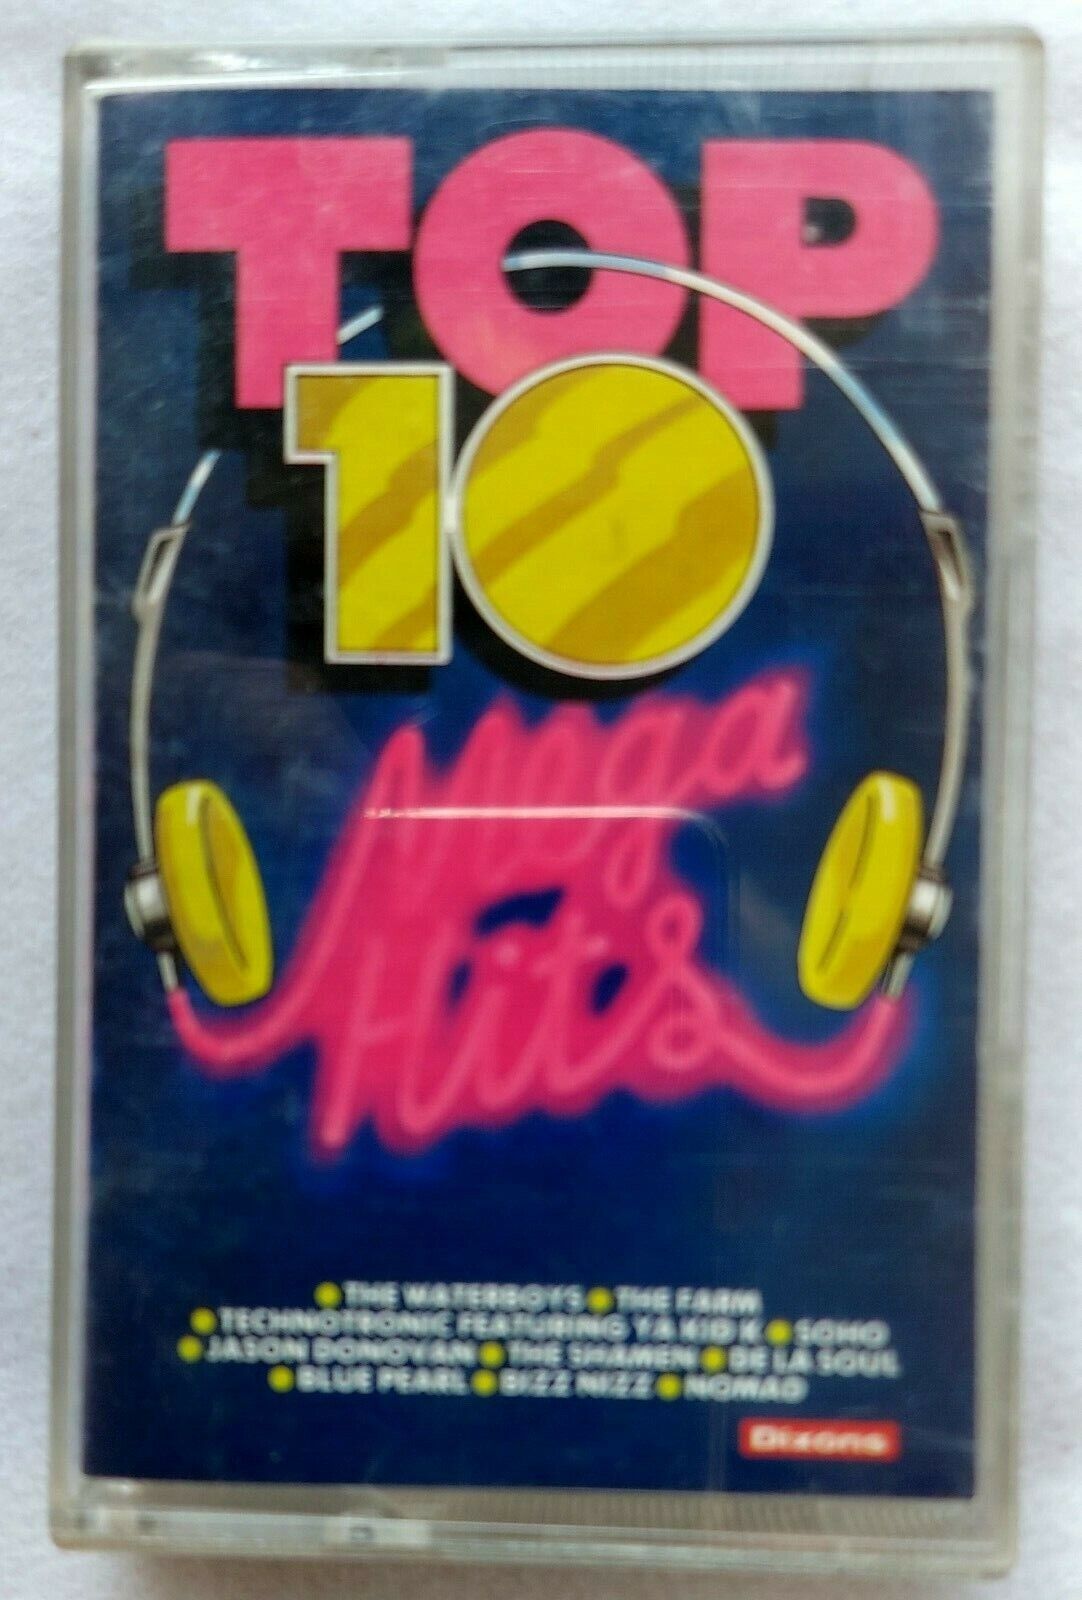 TOP
10
Mega
Hits
● THE WATERBOYS ● THE FARM
● TECHNOTRONIC FEATURING YA KID K ● SOHO
● JASON DONOVAN ● THE SHAMEN ● DE LA SOUL
● BLUE PEARL ● BIZZ NIZZ ● NOMAD
Dixons